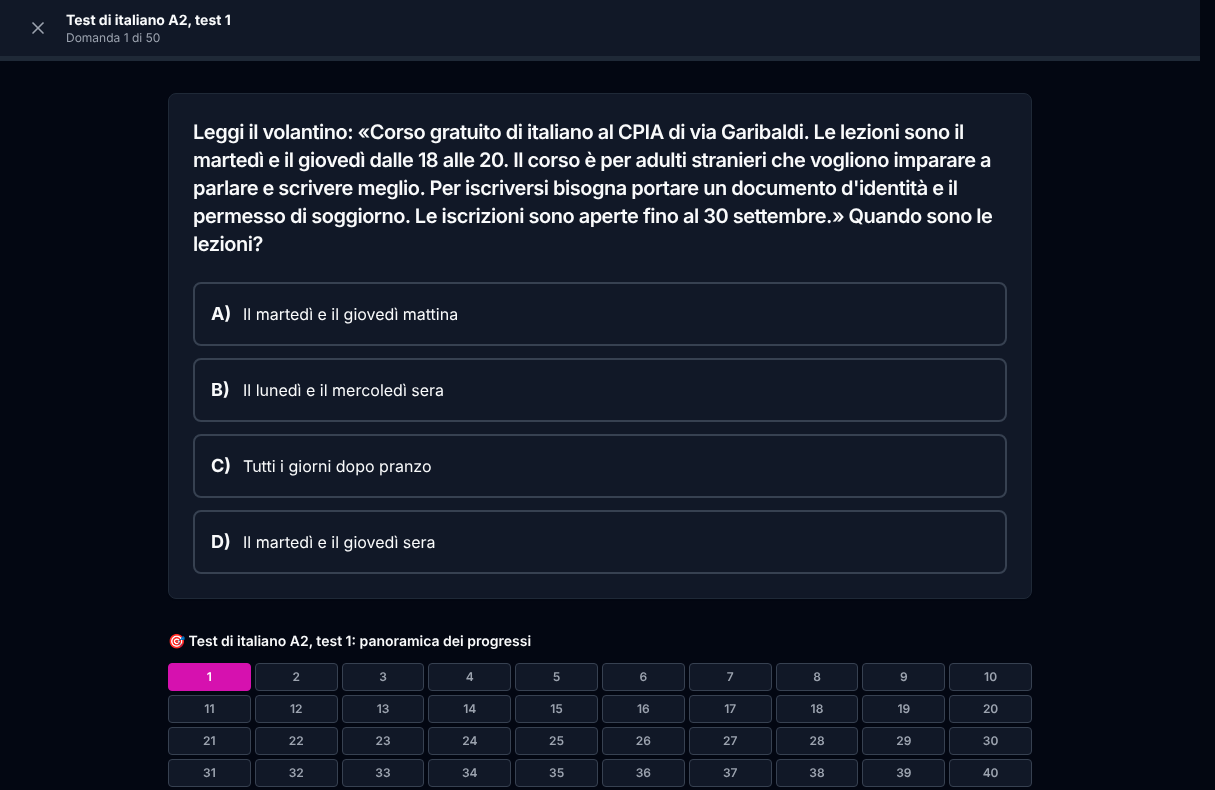 Test di italiano A2, test 1
Domanda 1 di 50
Leggi il volantino: «Corso gratuito di italiano al CPIA di via Garibaldi. Le lezioni sono il
martedì e il giovedì dalle 18 alle 20. Il corso è per adulti stranieri che vogliono imparare a
parlare e scrivere meglio. Per iscriversi bisogna portare un documento d'identità e il
permesso di soggiorno. Le iscrizioni sono aperte fino al 30 settembre.» Quando sono le
lezioni?
A) Il martedì e il giovedì mattina
B) Il lunedì e il mercoledì sera
C) Tutti i giorni dopo pranzo
D) Il martedì e il giovedì sera
🎯 Test di italiano A2, test 1: panoramica dei progressi
1 2 3 4 5 6 7 8 9 10
11 12 13 14 15 16 17 18 19 20
21 22 23 24 25 26 27 28 29 30
31 32 33 34 35 36 37 38 39 40